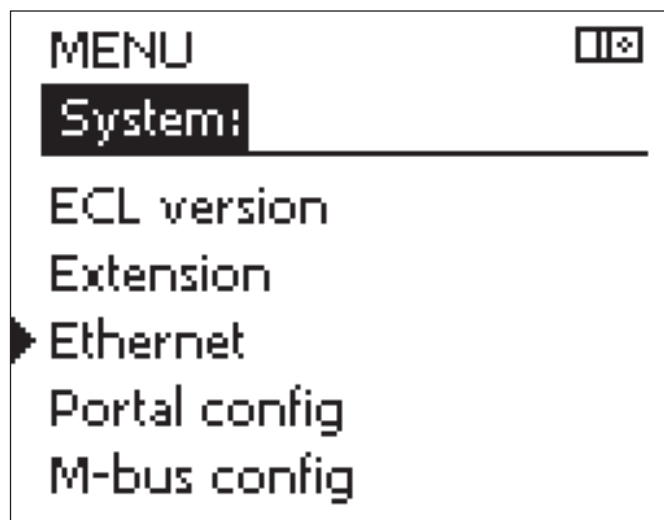 MENU
System:
ECL version
Extension
Ethernet
Portal config
M-bus config